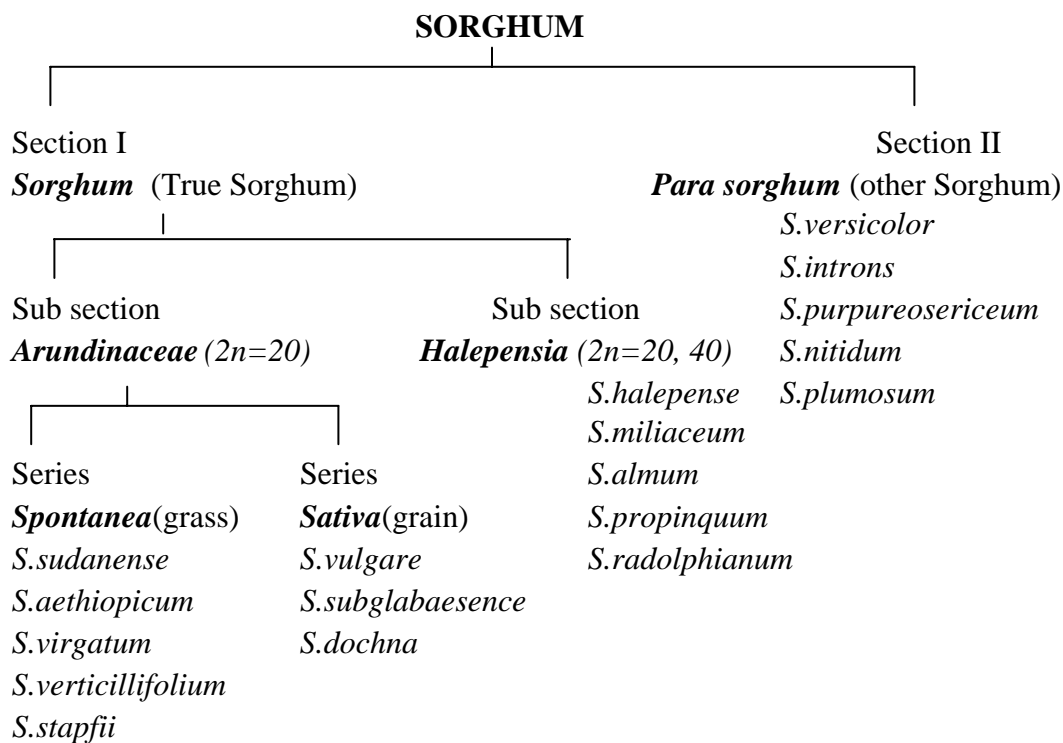 SORGHUM
Section I
Sorghum (True Sorghum)
Section II
Para sorghum (other Sorghum)
S.versicolor
S.introns
S.purpureosericeum
S.nitidum
S.plumosum
Sub section
Arundinaceae (2n=20)
Sub section
Halepensia (2n=20, 40)
S.halepense
S.miliaceum
S.almum
S.propinquum
S.radolphianum
Series
Spontanea(grass)
S.sudanense
S.aethiopicum
S.virgatum
S.verticillifolium
S.stapfii
Series
Sativa(grain)
S.vulgare
S.subglabaesence
S.dochna